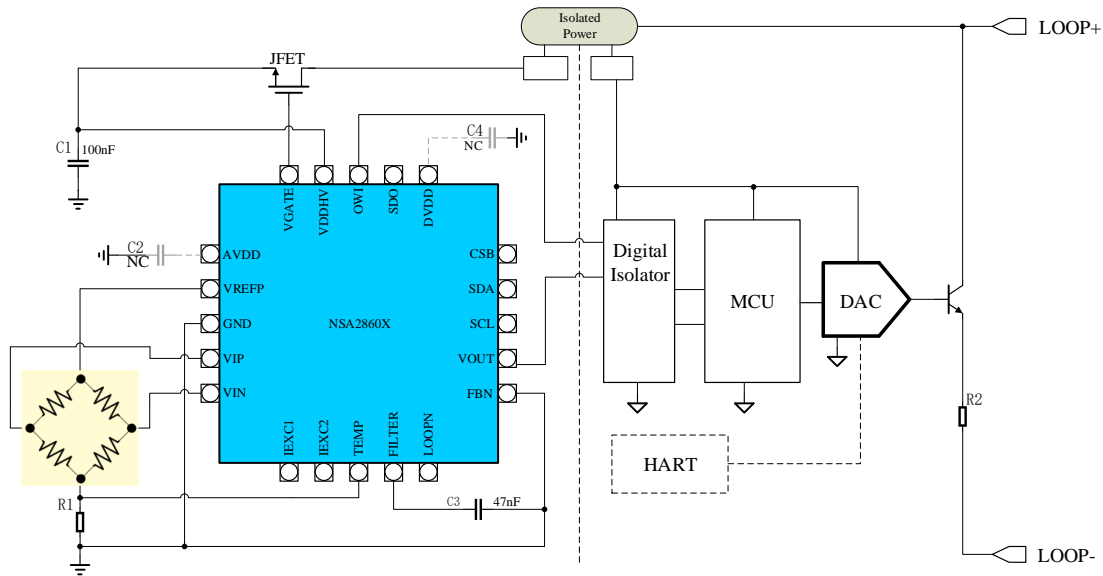 Isolated
Power
LOOP+
JFET
C1
100nF
C4
NC
VGATE
VDDHV
OWI
SDO
DVDD
C2
NC
AVDD
VREFP
GND
VIP
VIN
NSA2860X
CSB
SDA
SCL
VOUT
FBN
IEXC1
IEXC2
TEMP
FILTER
LOOPN
Digital
Isolator
MCU
DAC
R2
HART
R1
C3
47nF
LOOP-